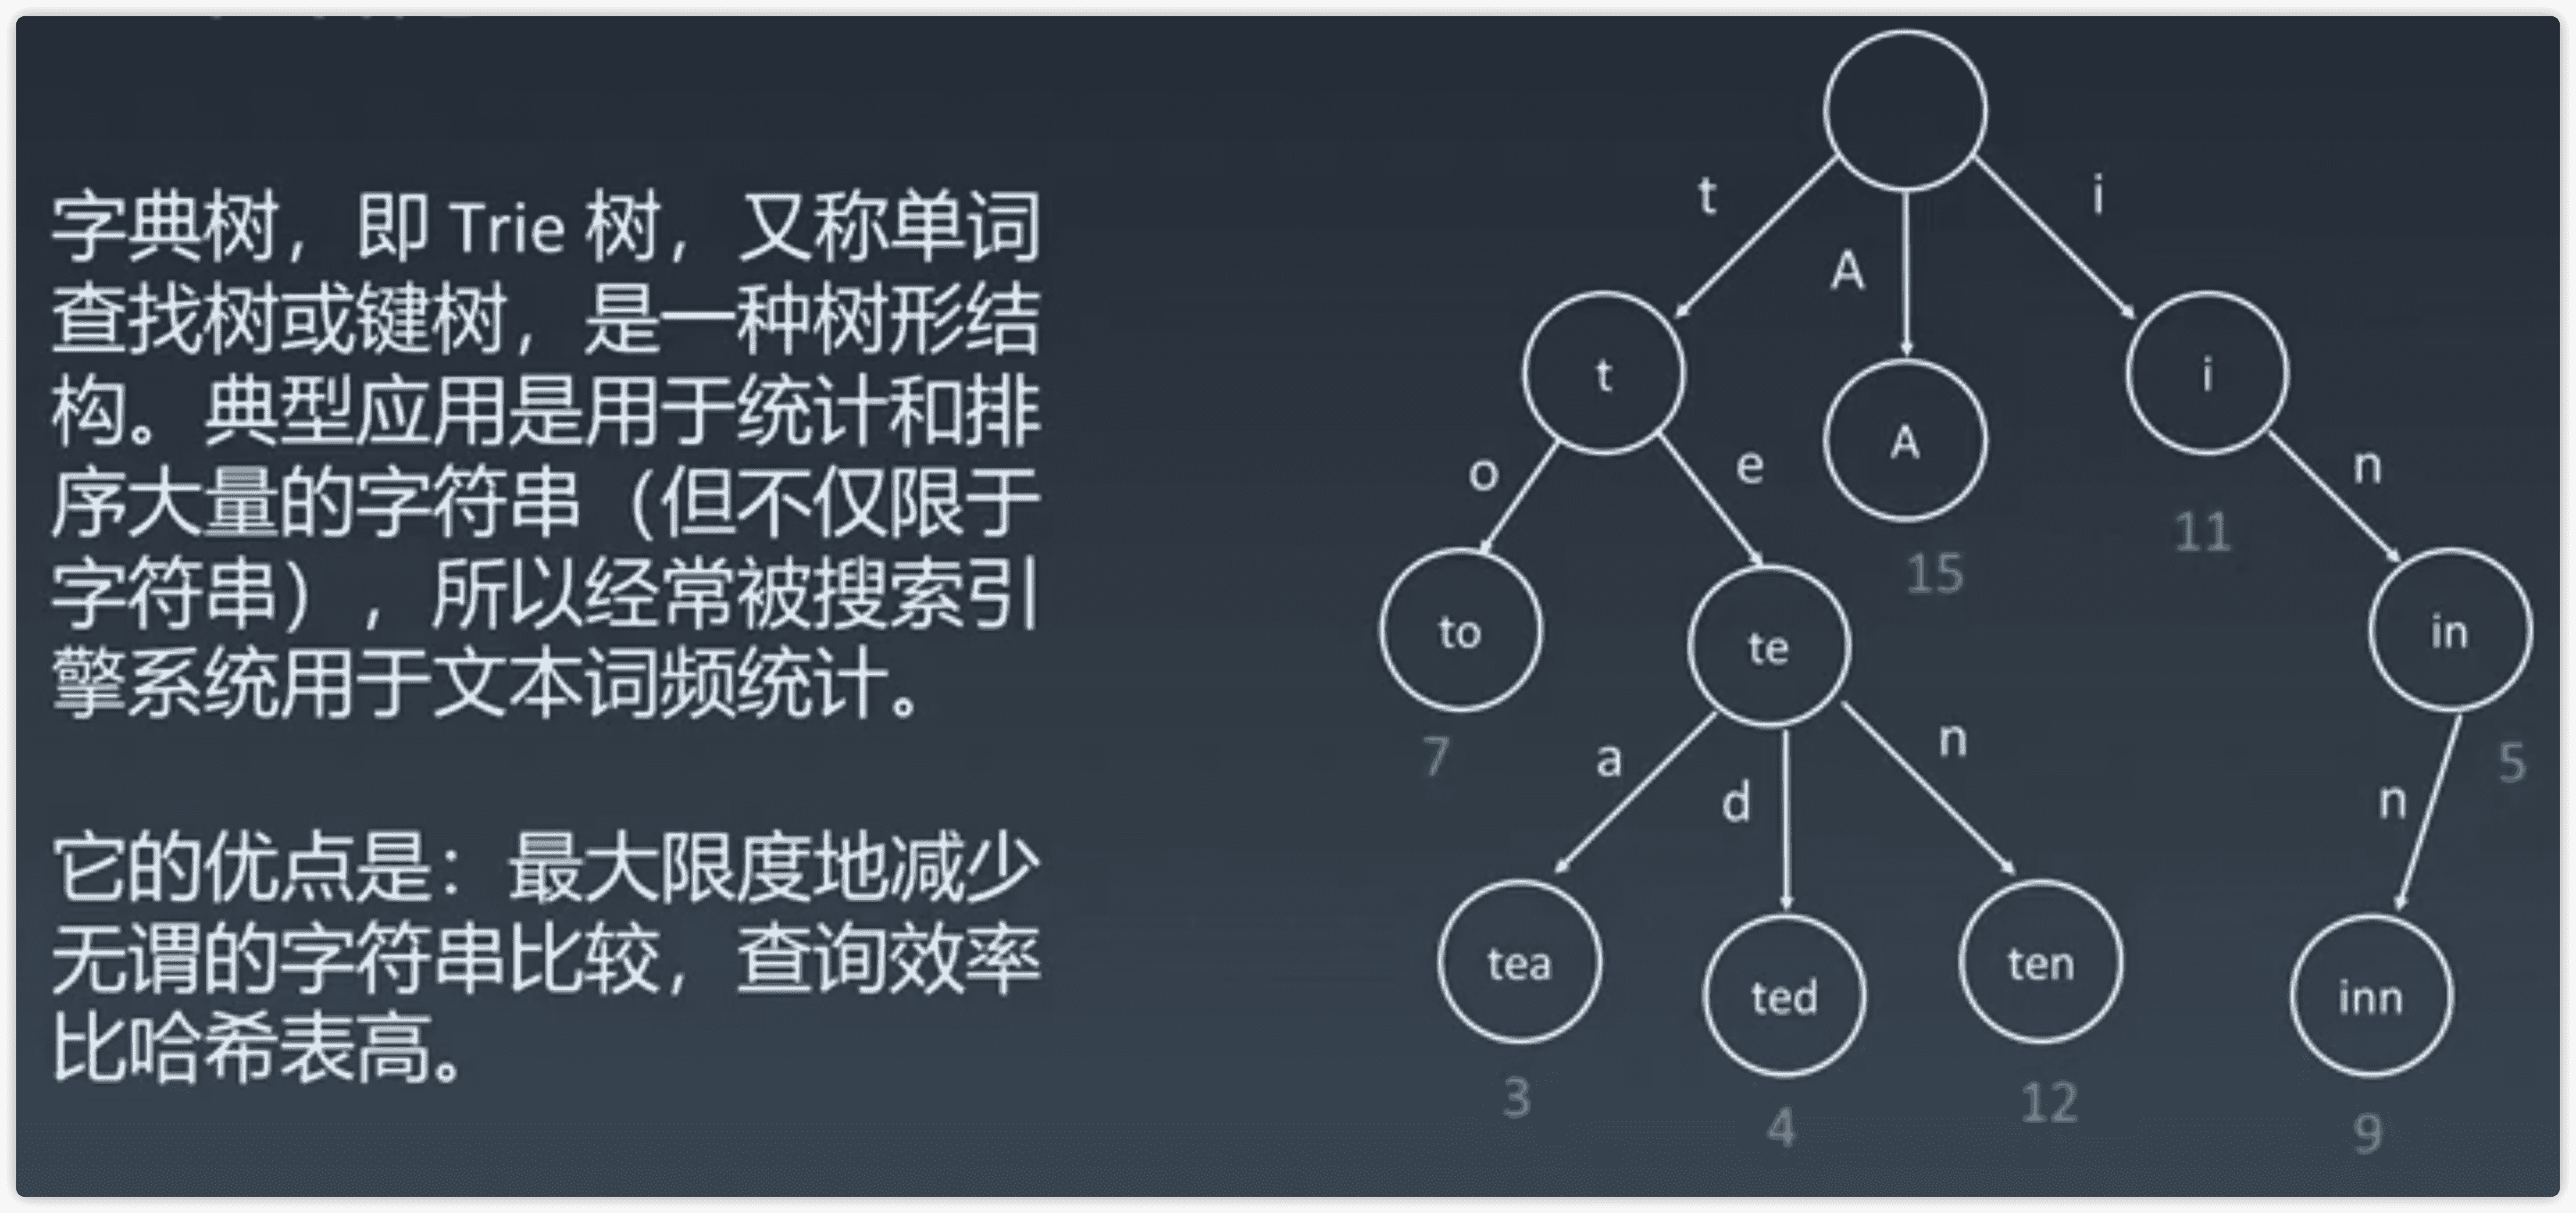 字典树，即 Trie 树，又称单词
查找树或键树，是一种树形结
构。典型应用是用于统计和排
序大量的字符串（但不仅限于
字符串），所以经常被搜索引
擎系统用于文本词频统计。
它的优点是：最大限度地减少
无谓的字符串比较，查询效率
比哈希表高。
t
i
A
t
A
i
o
e
n
15
11
to
te
in
7
5
a
d
n
n
tea
ted
ten
inn
3
4
12
9